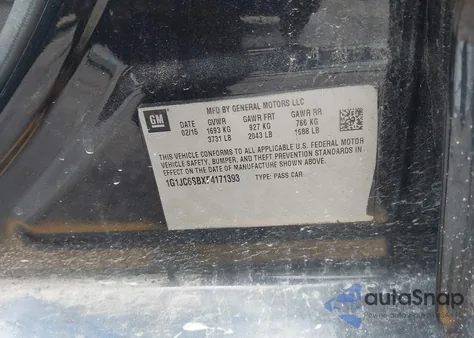 GM
MFD BY GENERAL MOTORS LLC
DATE GVWR GAWR FRT GAWR RR
02/15 1693 KG 927 KG 766 KG
3731 LB 2043 LB 1688 LB
THIS VEHICLE CONFORMS TO ALL APPLICABLE U.S. FEDERAL MOTOR
VEHICLE SAFETY, BUMPER, AND THEFT PREVENTION STANDARDS IN
EFFECT ON THE DATE OF MANUFACTURE SHOWN ABOVE.
TYPE: PASS CAR
autoSnap